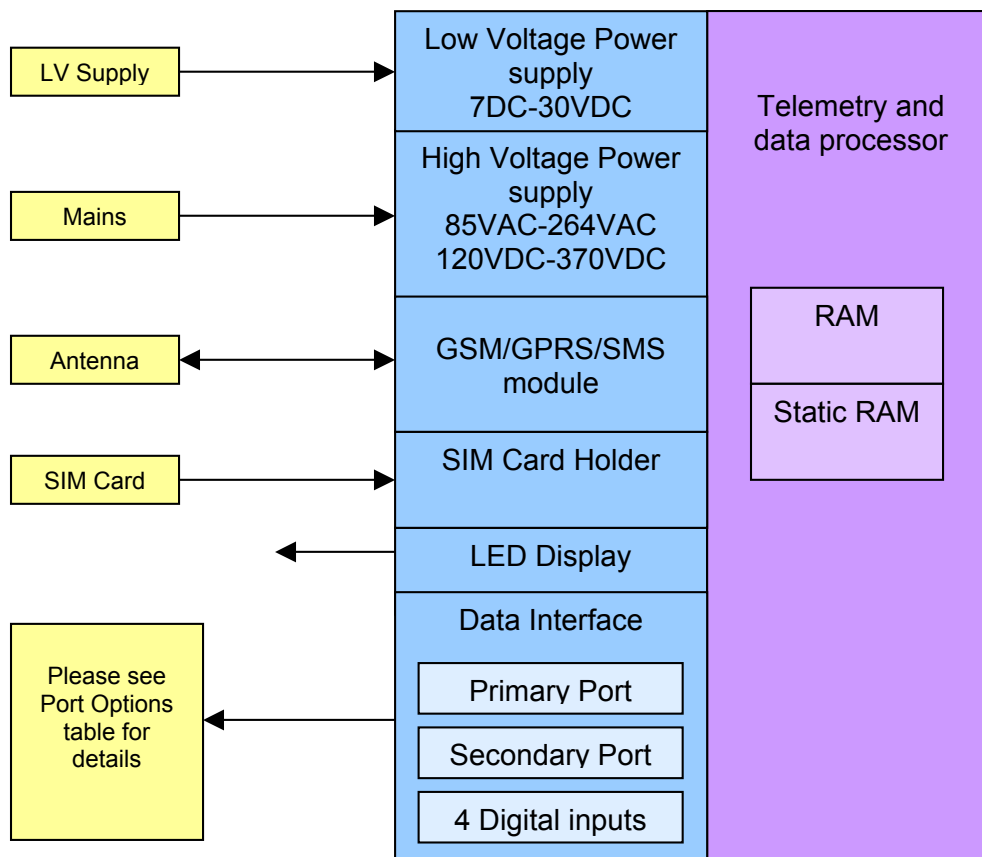 LV Supply
Low Voltage Power
supply
7DC-30VDC
Telemetry and
data processor
Mains
High Voltage Power
supply
85VAC-264VAC
120VDC-370VDC
RAM
Static RAM
Antenna
GSM/GPRS/SMS
module
SIM Card
SIM Card Holder
LED Display
Please see
Port Options
table for
details
Data Interface
Primary Port
Secondary Port
4 Digital inputs